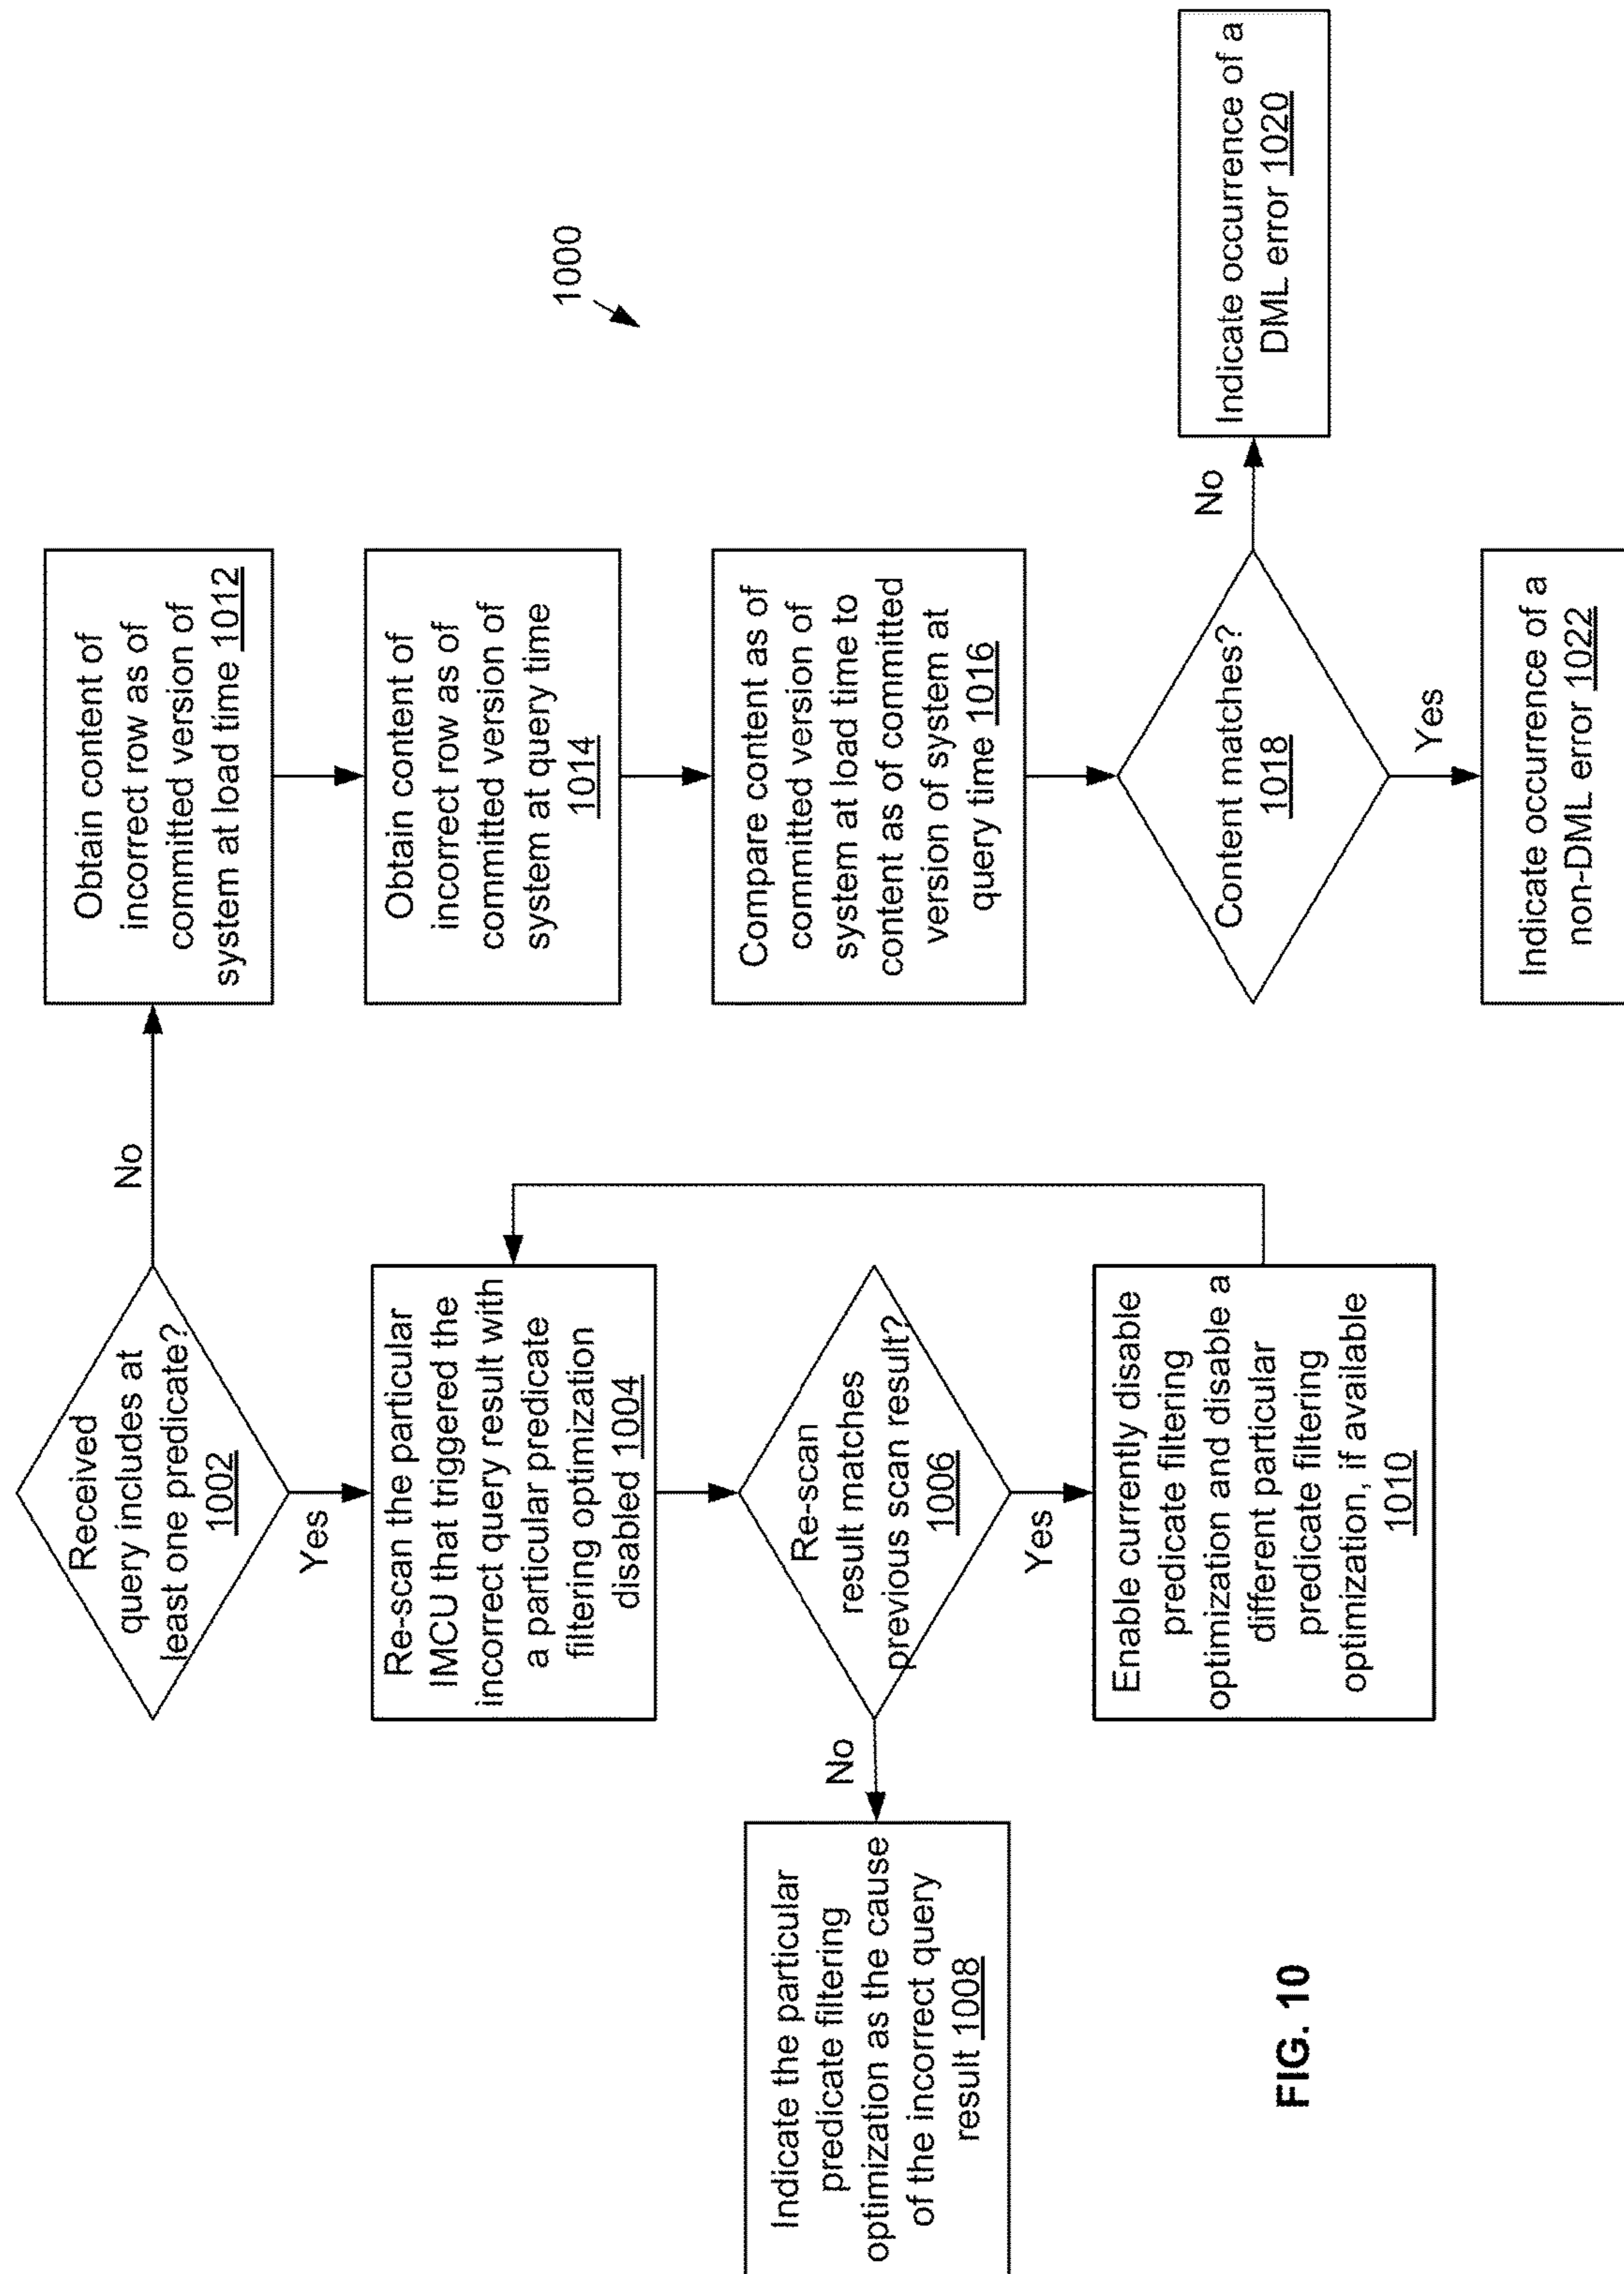 Received
query includes at
least one predicate?
1002
No
Yes
Obtain content of
incorrect row as of
committed version of
system at load time 1012
Re-scan the particular
IMCU that triggered the
incorrect query result with
a particular predicate
filtering optimization
disabled 1004
Obtain content of
incorrect row as of
committed version of
system at query time
1014
Re-scan
result matches
previous scan result?
1006
No
Yes
Indicate the particular
predicate filtering
optimization as the cause
of the incorrect query
result 1008
Compare content as of
committed version of
system at load time to
content as of committed
version of system at
query time 1016
Enable currently disable
predicate filtering
optimization and disable a
different particular
predicate filtering
optimization, if available
1010
Content matches?
1018
No
Yes
Indicate occurrence of a
DML error 1020
Indicate occurrence of a
non-DML error 1022
1000
FIG. 10